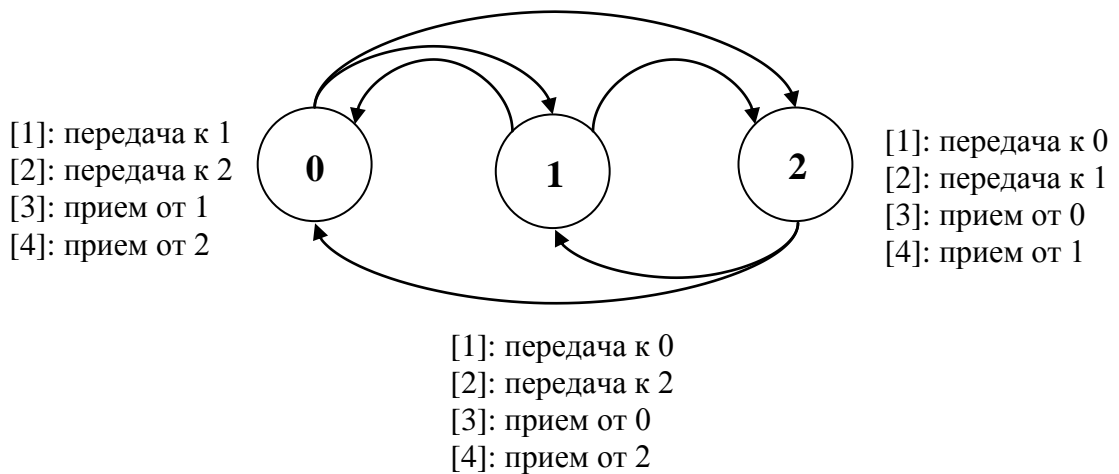 [1]: передача к 1
[2]: передача к 2
[3]: прием от 1
[4]: прием от 2
0
1
2
[1]: передача к 0
[2]: передача к 1
[3]: прием от 0
[4]: прием от 1
[1]: передача к 0
[2]: передача к 2
[3]: прием от 0
[4]: прием от 2